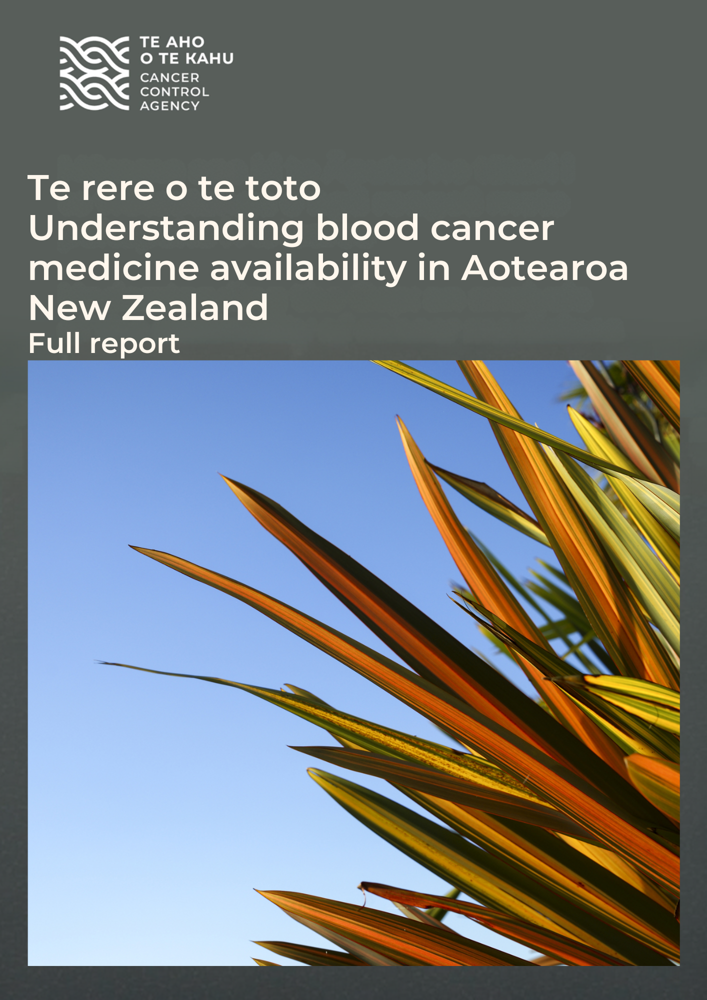 TE AHO
O TE KAHU
CANCER
CONTROL
AGENCY
Te rere o te toto
Understanding blood cancer
medicine availability in Aotearoa
New Zealand
Full report